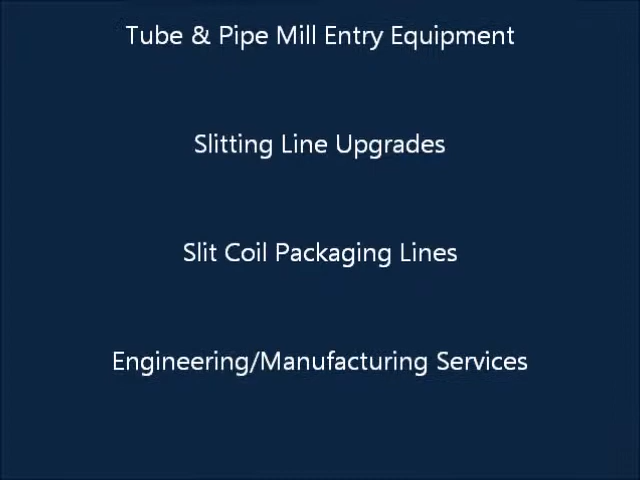 Tube & Pipe Mill Entry Equipment
Slitting Line Upgrades
Slit Coil Packaging Lines
Engineering/Manufacturing Services